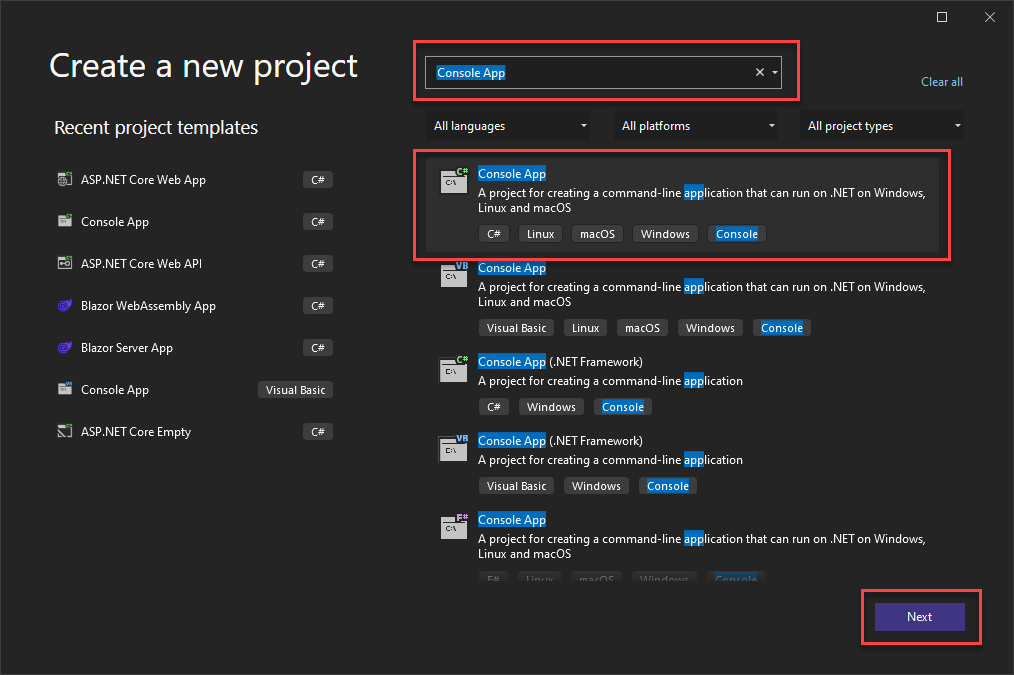 Create a new project
Console App
Clear all
Recent project templates
All languages
All platforms
All project types
ASP.NET Core Web App
C#
Console App
C#
ASP.NET Core Web API
C#
Blazor WebAssembly App
C#
Blazor Server App
C#
Console App
Visual Basic
ASP.NET Core Empty
C#
C#
C:\
Console App
A project for creating a command-line application that can run on .NET on Windows,
Linux and macOS
C# Linux macOS Windows Console
VB
C:\
Console App
A project for creating a command-line application that can run on .NET on Windows,
Linux and macOS
Visual Basic Linux macOS Windows Console
C#
C:\
Console App (.NET Framework)
A project for creating a command-line application
C# Windows Console
VB
C:\
Console App (.NET Framework)
A project for creating a command-line application
Visual Basic Windows Console
F#
C:\
Console App
A project for creating a command-line application that can run on .NET on Windows,
Linux and macOS
F# Linux macOS Windows Console
Next